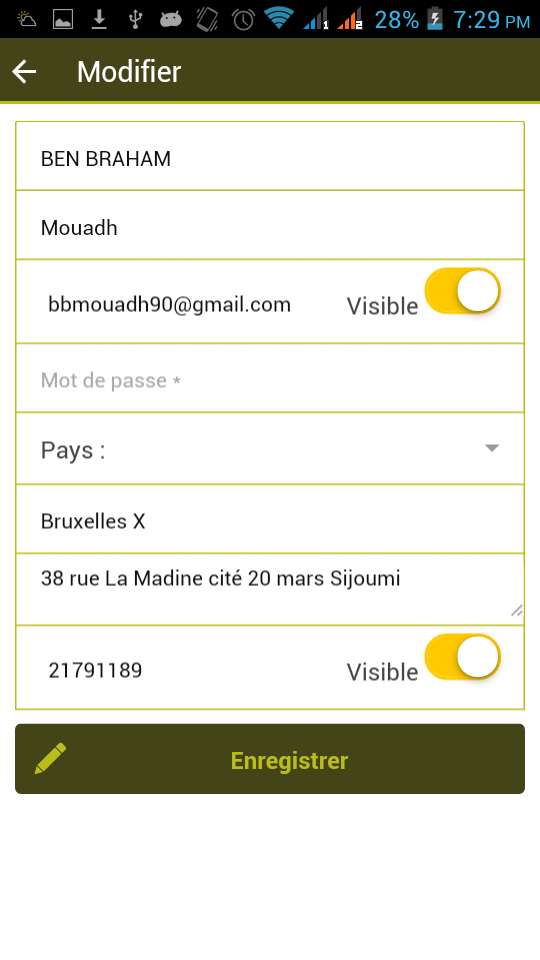 28% 7:29 PM
Modifier
BEN BRAHAM
Mouadh
bbmouadh90@gmail.com Visible
Mot de passe *
Pays :
Bruxelles X
38 rue La Madine cité 20 mars Sijoumi
21791189 Visible
Enregistrer